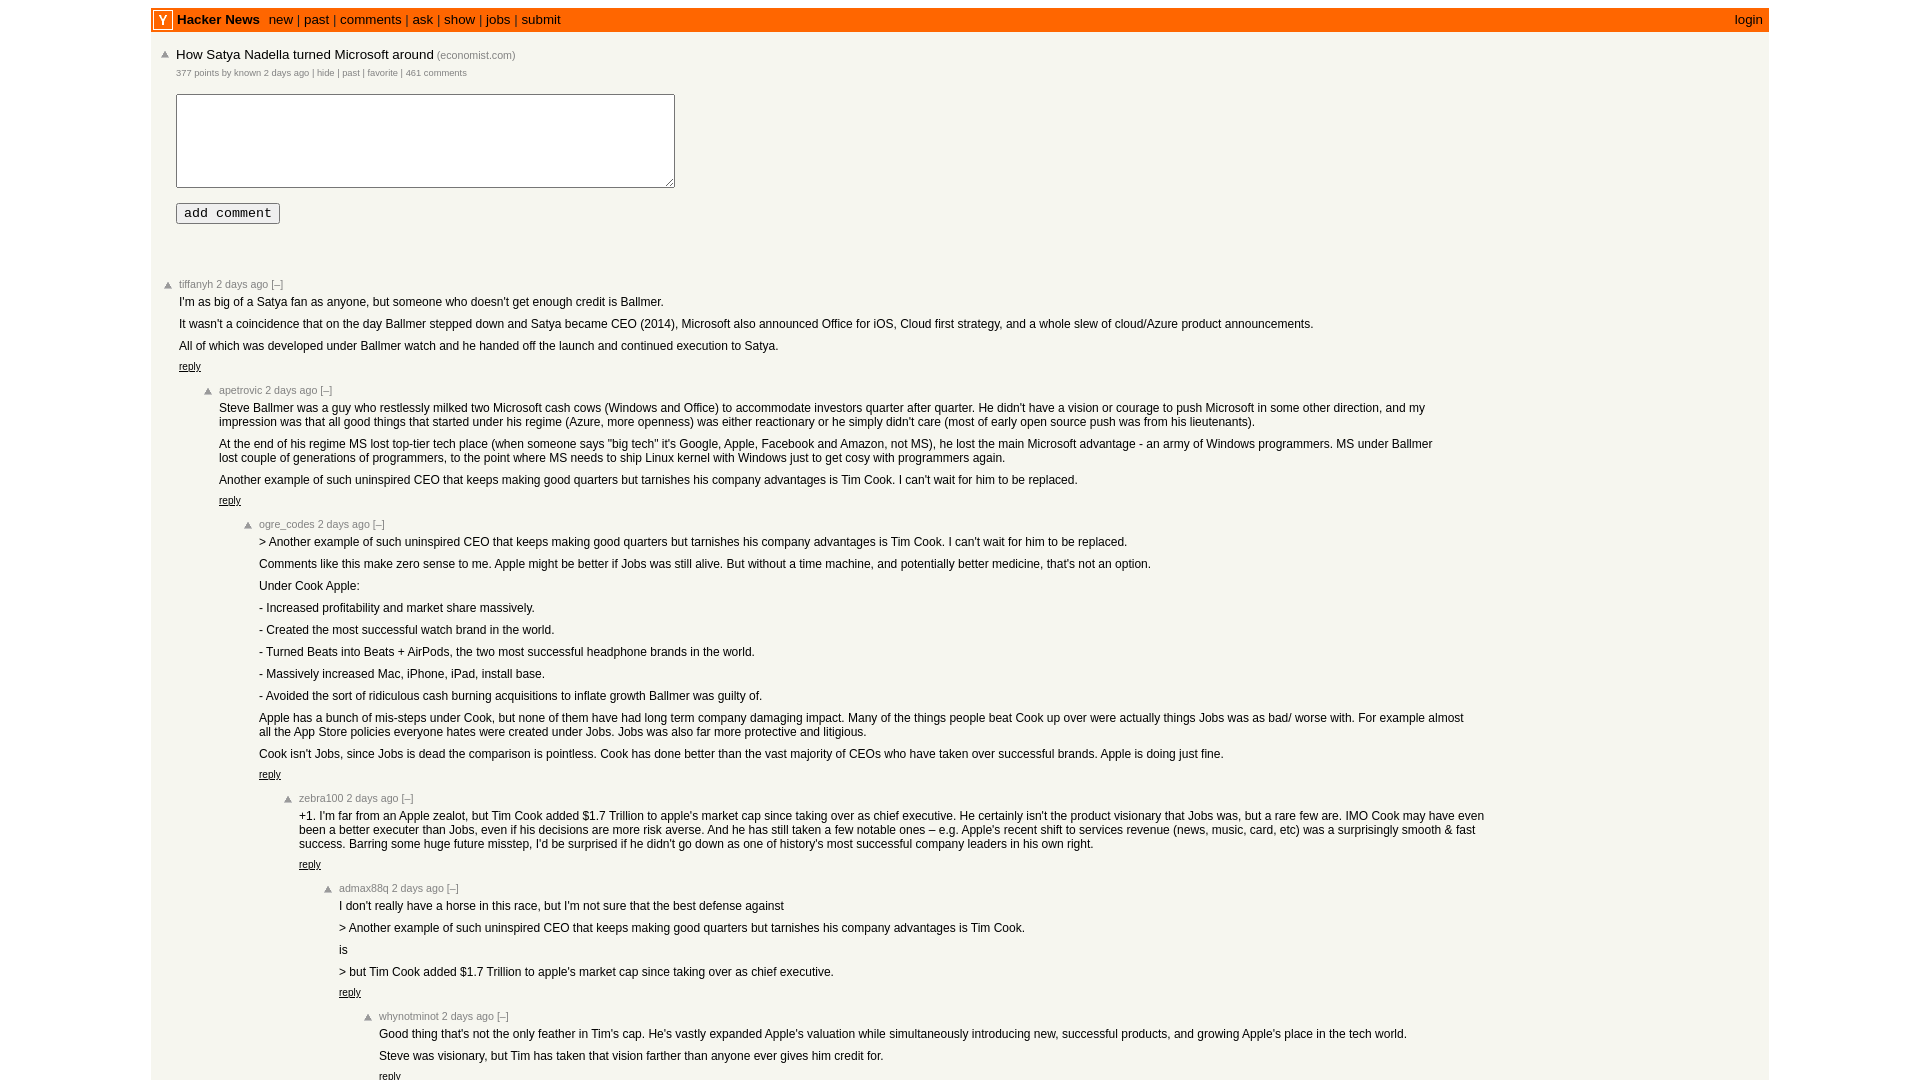 Y Hacker News new | past | comments | ask | show | jobs | submit login
How Satya Nadella turned Microsoft around (economist.com)
377 points by known 2 days ago | hide | past | favorite | 461 comments
add comment
tiffanyh 2 days ago [–]
I'm as big of a Satya fan as anyone, but someone who doesn't get enough credit is Ballmer.
It wasn't a coincidence that on the day Ballmer stepped down and Satya became CEO (2014), Microsoft also announced Office for iOS, Cloud first strategy, and a whole slew of cloud/Azure product announcements.
All of which was developed under Ballmer watch and he handed off the launch and continued execution to Satya.
reply
apetrovic 2 days ago [–]
Steve Ballmer was a guy who restlessly milked two Microsoft cash cows (Windows and Office) to accommodate investors quarter after quarter. He didn't have a vision or courage to push Microsoft in some other direction, and my
impression was that all good things that started under his regime (Azure, more openness) was either reactionary or he simply didn't care (most of early open source push was from his lieutenants).
At the end of his regime MS lost top-tier tech place (when someone says "big tech" it's Google, Apple, Facebook and Amazon, not MS), he lost the main Microsoft advantage - an army of Windows programmers. MS under Ballmer
lost couple of generations of programmers, to the point where MS needs to ship Linux kernel with Windows just to get cosy with programmers again.
Another example of such uninspired CEO that keeps making good quarters but tarnishes his company advantages is Tim Cook. I can't wait for him to be replaced.
reply
ogre_codes 2 days ago [–]
> Another example of such uninspired CEO that keeps making good quarters but tarnishes his company advantages is Tim Cook. I can't wait for him to be replaced.
Comments like this make zero sense to me. Apple might be better if Jobs was still alive. But without a time machine, and potentially better medicine, that's not an option.
Under Cook Apple:
- Increased profitability and market share massively.
- Created the most successful watch brand in the world.
- Turned Beats into Beats + AirPods, the two most successful headphone brands in the world.
- Massively increased Mac, iPhone, iPad, install base.
- Avoided the sort of ridiculous cash burning acquisitions to inflate growth Ballmer was guilty of.
Apple has a bunch of mis-steps under Cook, but none of them have had long term company damaging impact. Many of the things people beat Cook up over were actually things Jobs was as bad/ worse with. For example almost
all the App Store policies everyone hates were created under Jobs. Jobs was also far more protective and litigious.
Cook isn't Jobs, since Jobs is dead the comparison is pointless. Cook has done better than the vast majority of CEOs who have taken over successful brands. Apple is doing just fine.
reply
zebra100 2 days ago [–]
+1. I'm far from an Apple zealot, but Tim Cook added $1.7 Trillion to apple's market cap since taking over as chief executive. He certainly isn't the product visionary that Jobs was, but a rare few are. IMO Cook may have even
been a better executer than Jobs, even if his decisions are more risk averse. And he has still taken a few notable ones – e.g. Apple's recent shift to services revenue (news, music, card, etc) was a surprisingly smooth & fast
success. Barring some huge future misstep, I'd be surprised if he didn't go down as one of history's most successful company leaders in his own right.
reply
admax88q 2 days ago [–]
I don't really have a horse in this race, but I'm not sure that the best defense against
> Another example of such uninspired CEO that keeps making good quarters but tarnishes his company advantages is Tim Cook.
is
> but Tim Cook added $1.7 Trillion to apple's market cap since taking over as chief executive.
reply
whynotminot 2 days ago [–]
Good thing that's not the only feather in Tim's cap. He's vastly expanded Apple's valuation while simultaneously introducing new, successful products, and growing Apple's place in the tech world.
Steve was visionary, but Tim has taken that vision farther than anyone ever gives him credit for.
reply